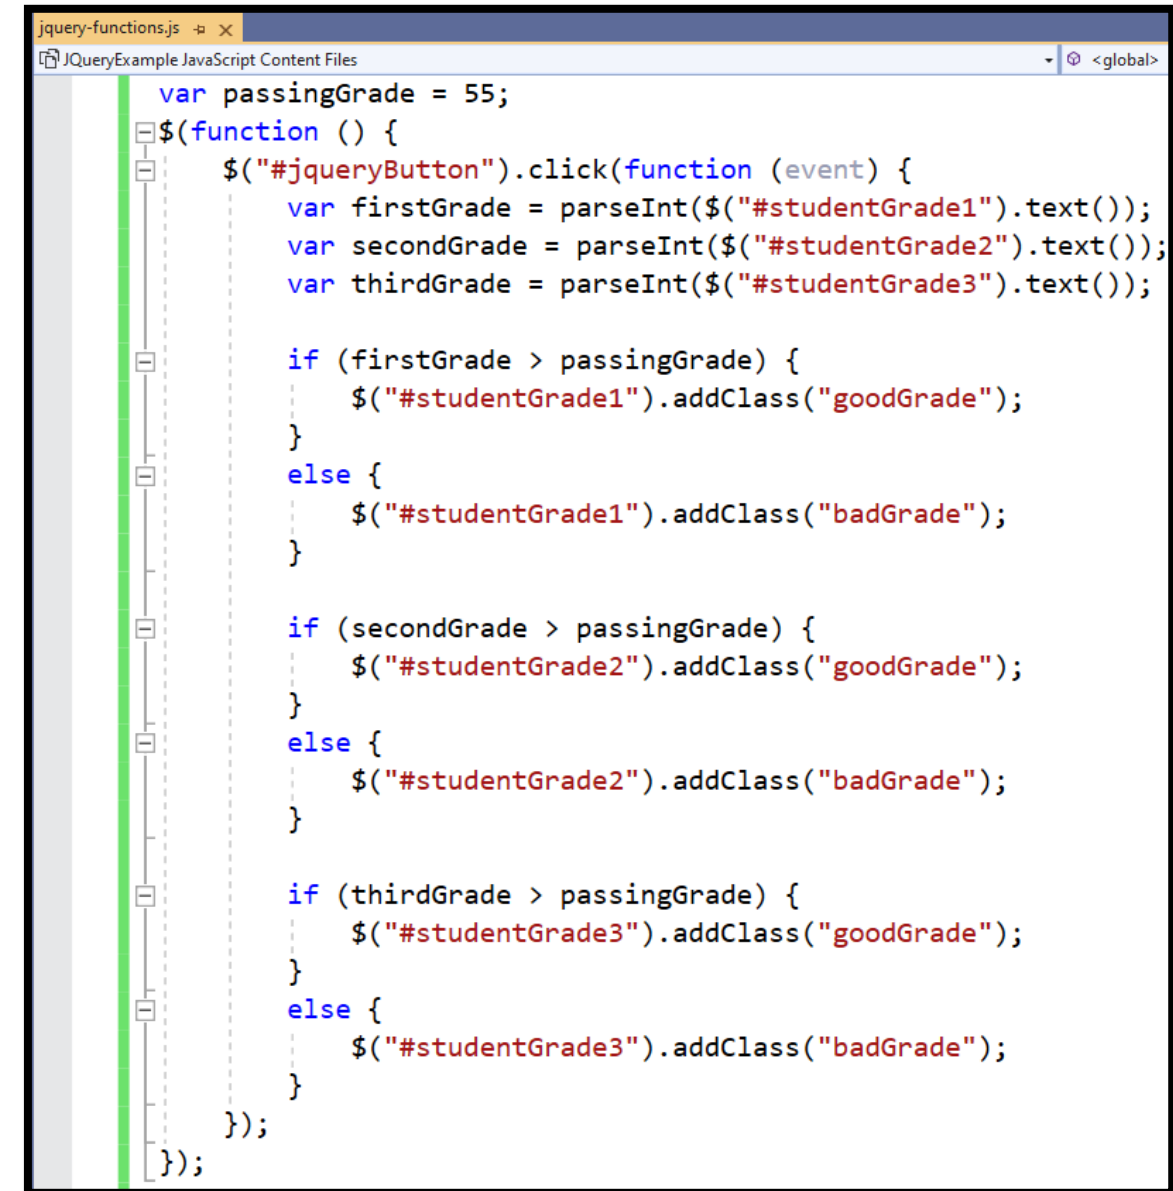 jquery-functions.js
JQueryExample JavaScript Content Files <global>
var passingGrade = 55;
$(function () {
    $("#jqueryButton").click(function (event) {
        var firstGrade = parseInt($("#studentGrade1").text());
        var secondGrade = parseInt($("#studentGrade2").text());
        var thirdGrade = parseInt($("#studentGrade3").text());

        if (firstGrade > passingGrade) {
            $("#studentGrade1").addClass("goodGrade");
        }
        else {
            $("#studentGrade1").addClass("badGrade");
        }

        if (secondGrade > passingGrade) {
            $("#studentGrade2").addClass("goodGrade");
        }
        else {
            $("#studentGrade2").addClass("badGrade");
        }

        if (thirdGrade > passingGrade) {
            $("#studentGrade3").addClass("goodGrade");
        }
        else {
            $("#studentGrade3").addClass("badGrade");
        }
    });
});